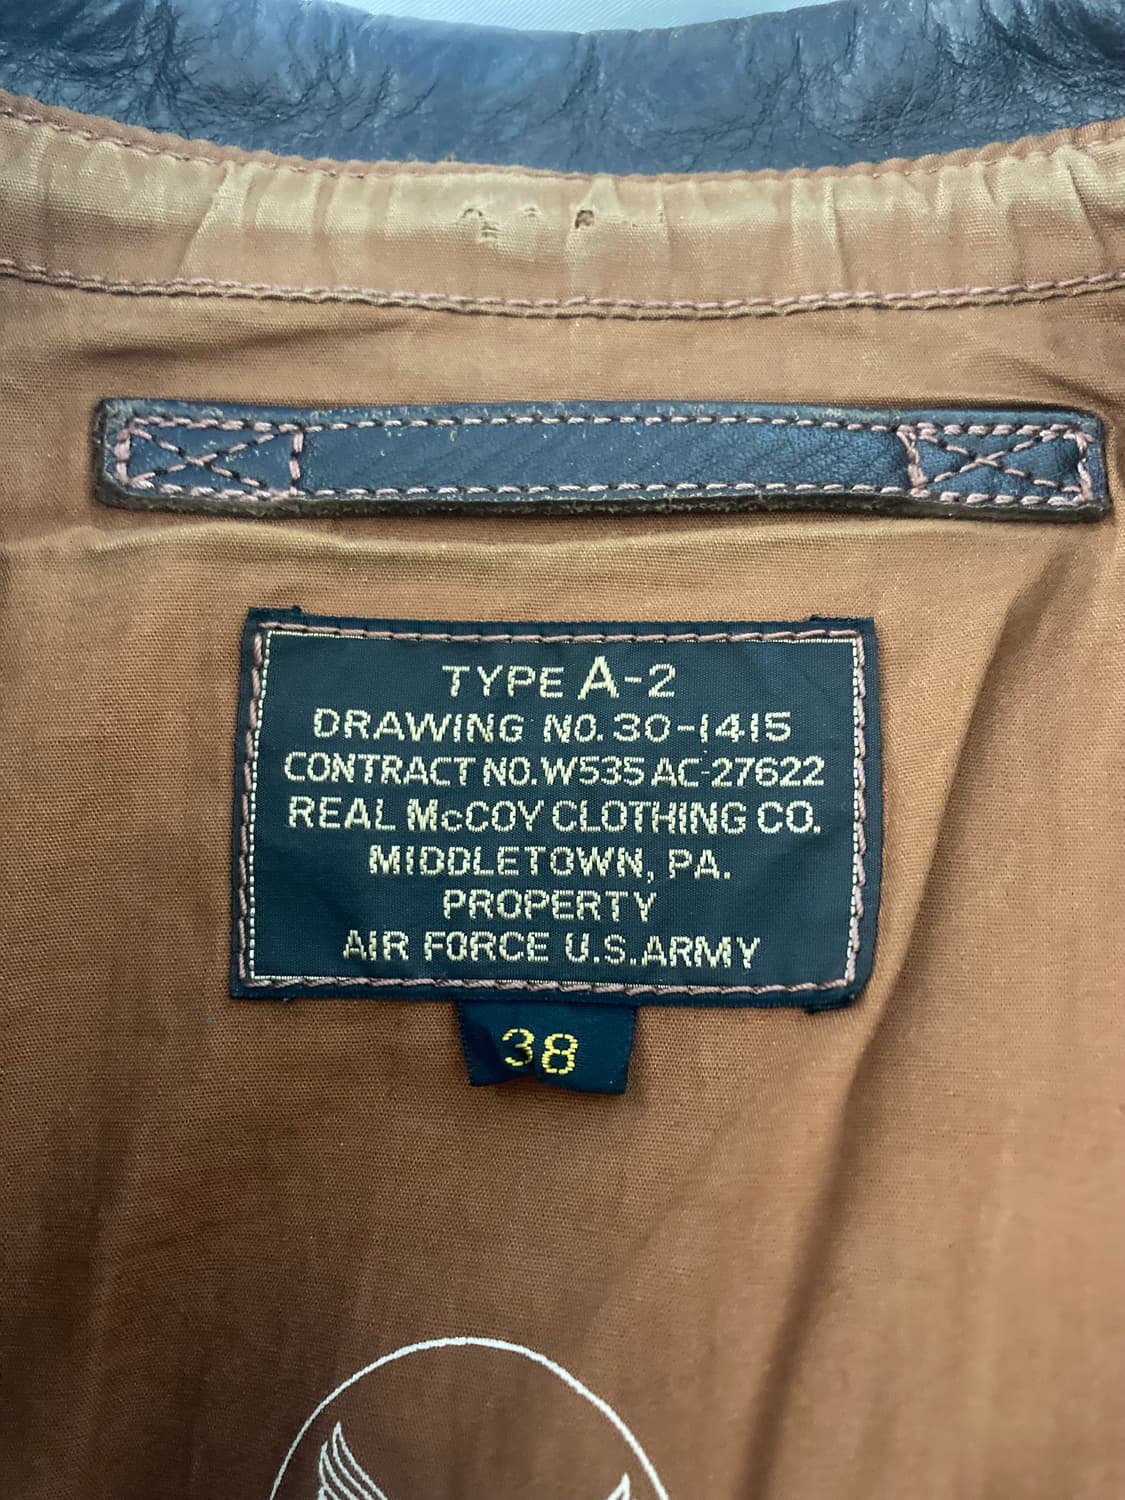 TYPE A-2
DRAWING NO. 30-1415
CONTRACT NO. W535 AC-27622
REAL McCOY CLOTHING CO.
MIDDLETOWN, PA.
PROPERTY
AIR FORCE U.S. ARMY
38